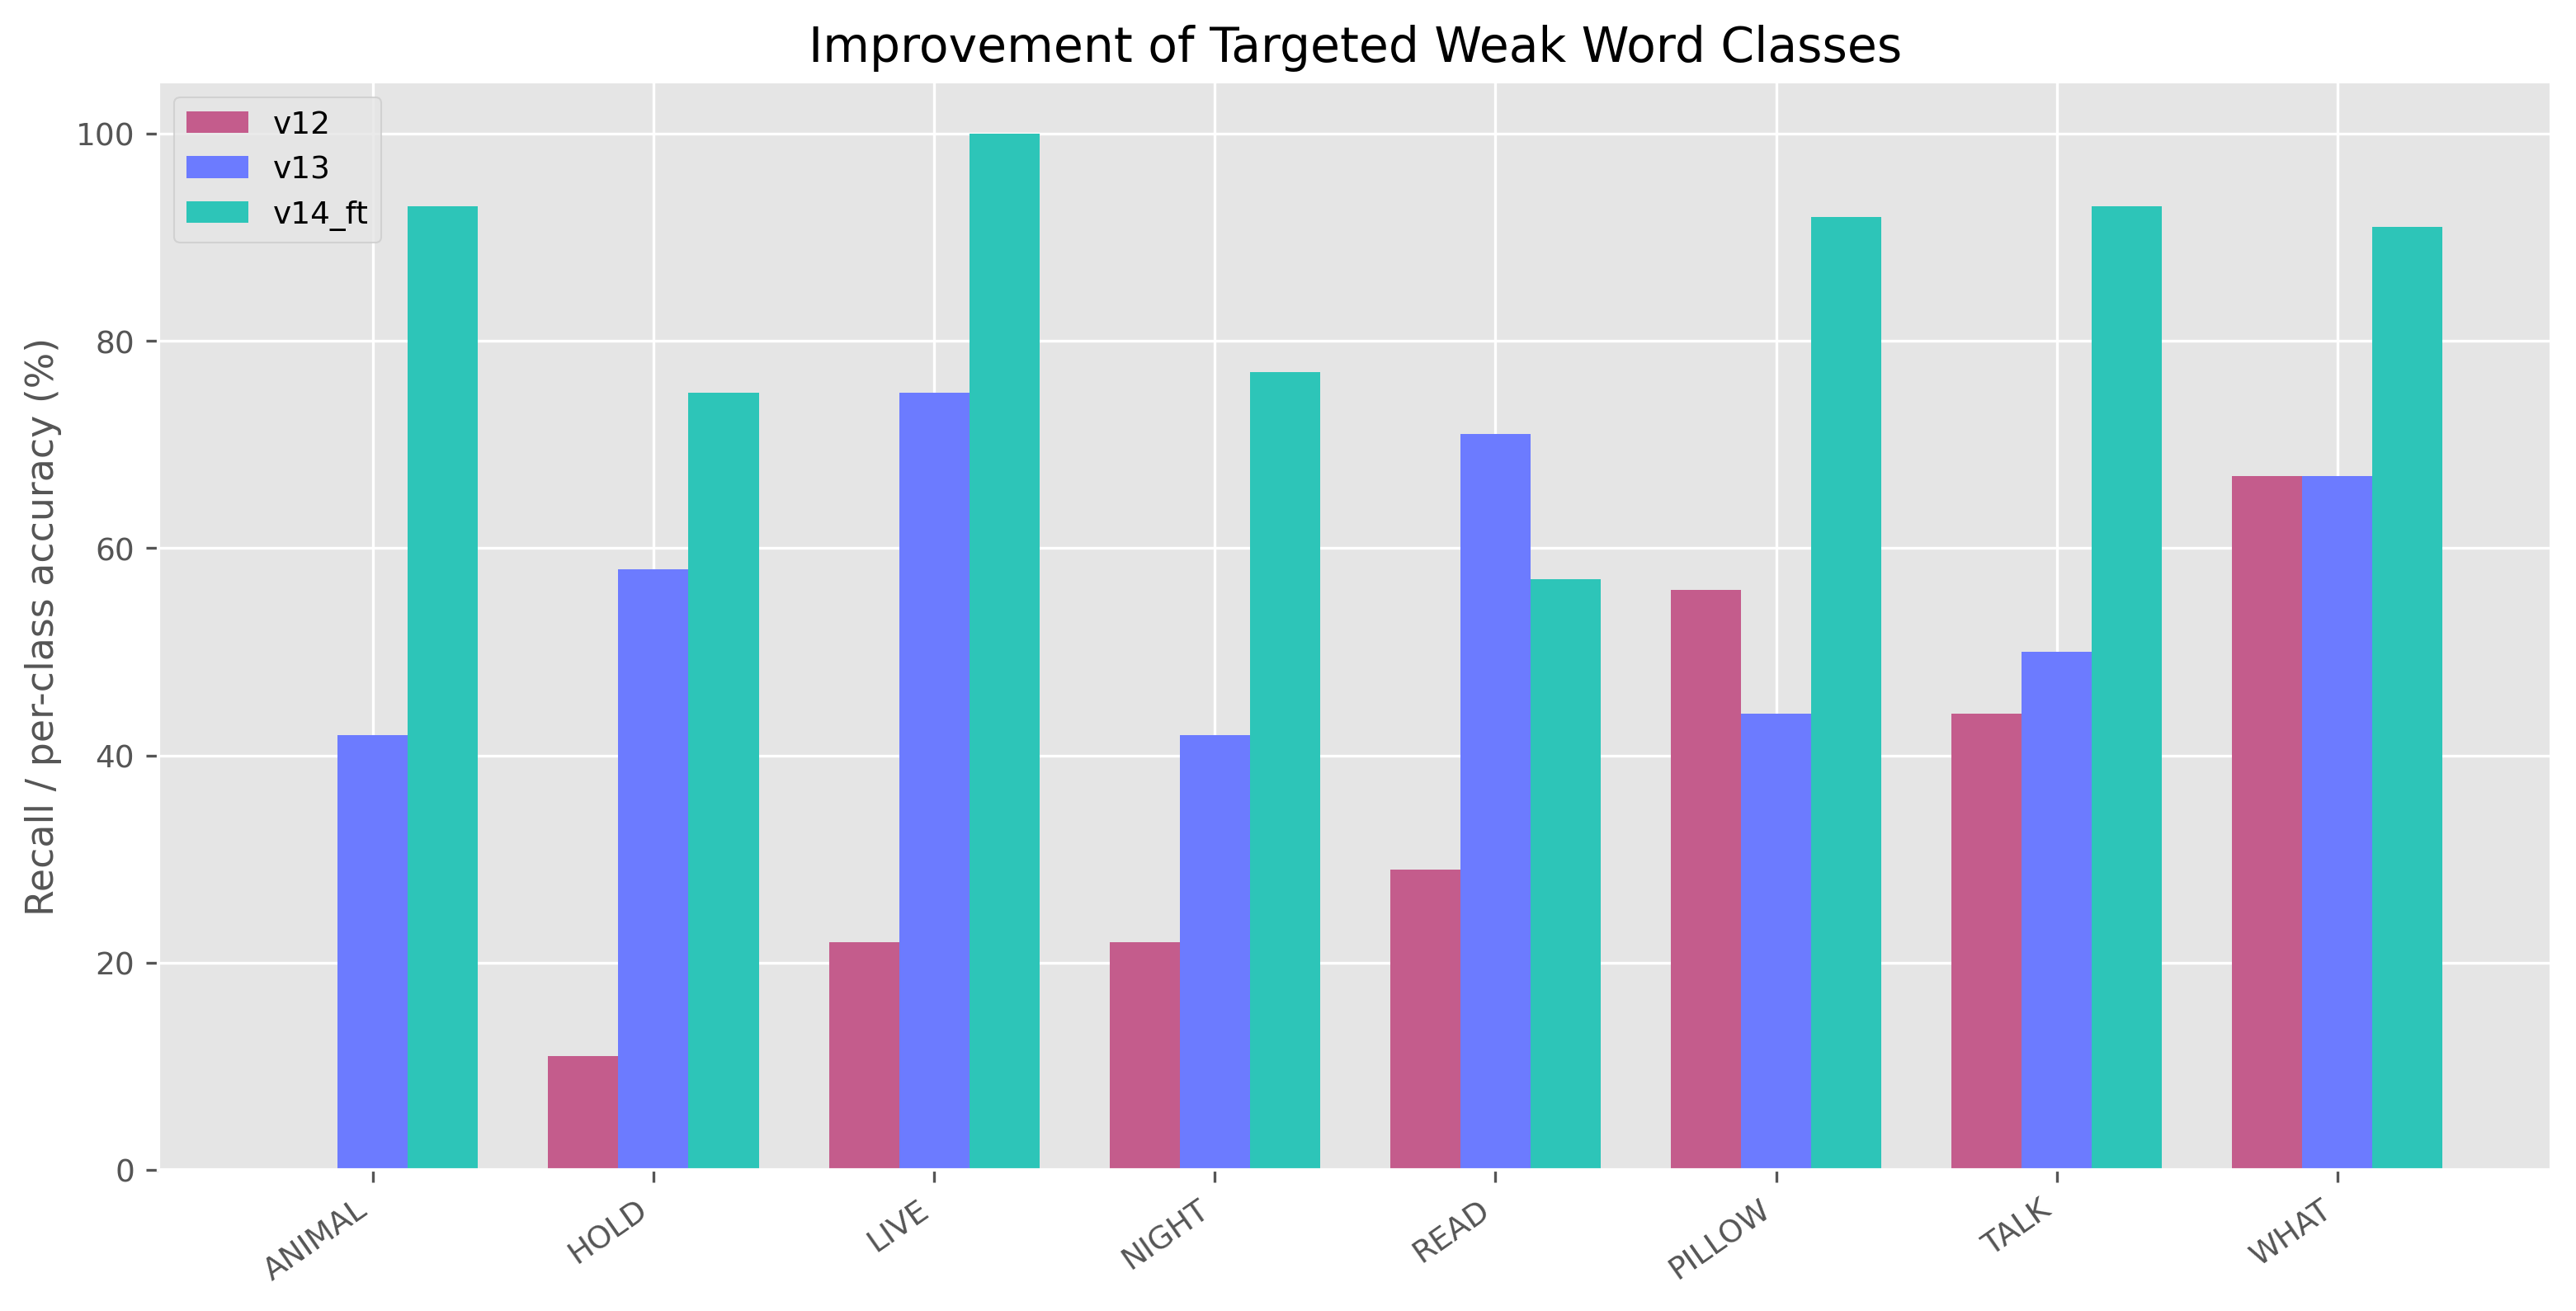 Improvement of Targeted Weak Word Classes
v12
v13
v14_ft
Recall / per-class accuracy (%)
100
80
60
40
20
0
ANIMAL
HOLD
LIVE
NIGHT
READ
PILLOW
TALK
WHAT